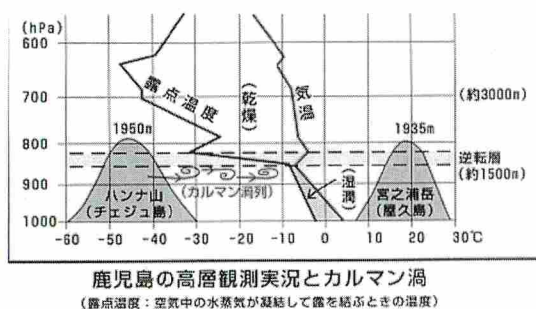 (hPa)
600
700
800
900
1000
露点温度
(乾燥)
気温
(約3000m)
1950m
1935m
逆転層
(約1500m)
(カルマン渦列)
(湿潤)
ハンナ山
(チェジュ島)
宮之浦岳
(屋久島)
-60 -50 -40 -30 -20 -10 0 10 20 30℃
鹿児島の高層観測実況とカルマン渦
(露点温度:空気中の水蒸気が凝結して露を結ぶときの温度)